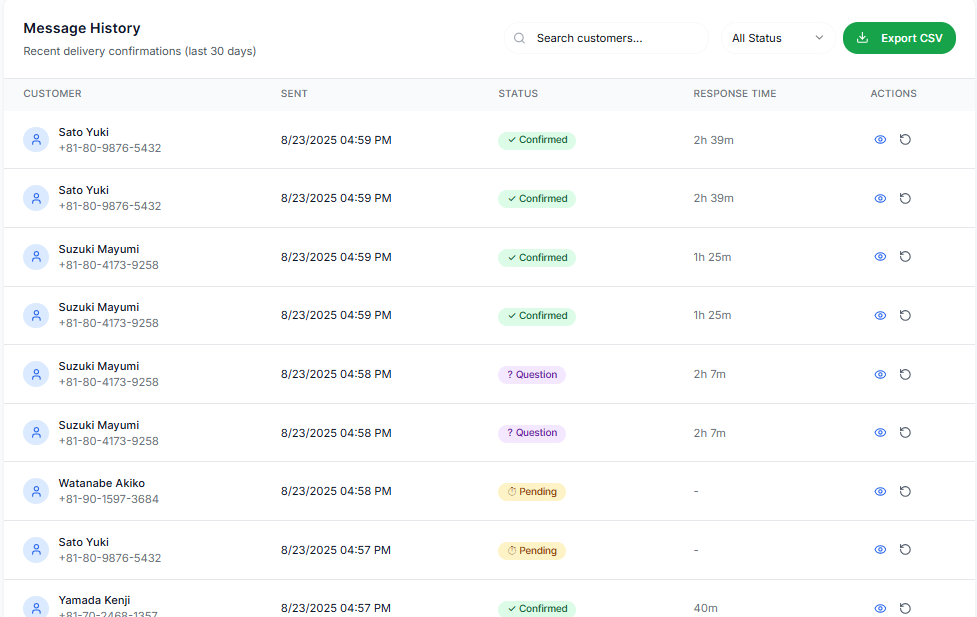 Message History
Recent delivery confirmations (last 30 days)
Search customers...
All Status
Export CSV
CUSTOMER SENT STATUS RESPONSE TIME ACTIONS
Sato Yuki
+81-80-9876-5432
8/23/2025 04:59 PM ✓ Confirmed 2h 39m
Sato Yuki
+81-80-9876-5432
8/23/2025 04:59 PM ✓ Confirmed 2h 39m
Suzuki Mayumi
+81-80-4173-9258
8/23/2025 04:59 PM ✓ Confirmed 1h 25m
Suzuki Mayumi
+81-80-4173-9258
8/23/2025 04:59 PM ✓ Confirmed 1h 25m
Suzuki Mayumi
+81-80-4173-9258
8/23/2025 04:58 PM ? Question 2h 7m
Suzuki Mayumi
+81-80-4173-9258
8/23/2025 04:58 PM ? Question 2h 7m
Watanabe Akiko
+81-90-1597-3684
8/23/2025 04:58 PM ⏱ Pending -
Sato Yuki
+81-80-9876-5432
8/23/2025 04:57 PM ⏱ Pending -
Yamada Kenji
+81-70-2468-1357
8/23/2025 04:57 PM ✓ Confirmed 40m